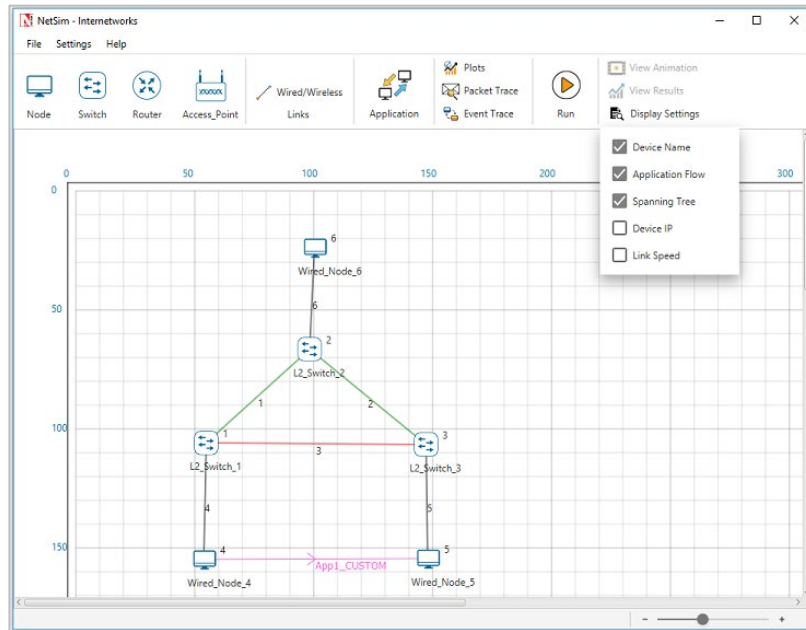 NetSim - Internetworks
File Settings Help
Node
Switch
Router
Access_Point
Wired/Wireless
Links
Application
Plots
Packet Trace
Event Trace
Run
View Animation
View Results
Display Settings
Device Name
Application Flow
Spanning Tree
Device IP
Link Speed
0 50 100 150 200 300
0
50
100
150
6
Wired_Node_6
6
2
L2_Switch_2
1
2
1
L2_Switch_1
3
3
L2_Switch_3
4
5
4
Wired_Node_4
App1_CUSTOM
5
Wired_Node_5
- +